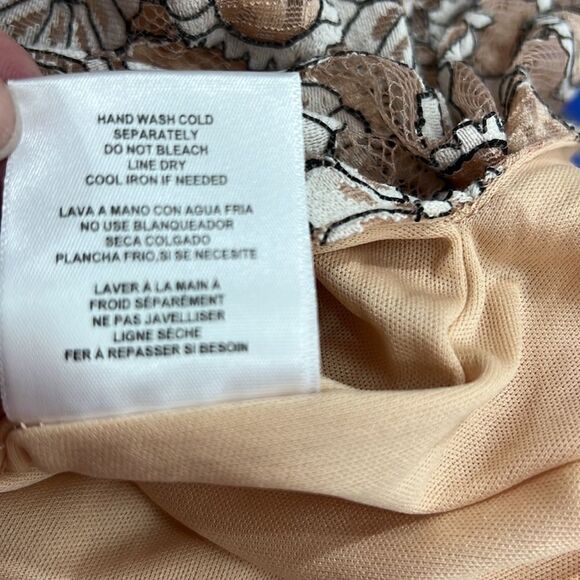 HAND WASH COLD
SEPARATELY
DO NOT BLEACH
LINE DRY
COOL IRON IF NEEDED
LAVA A MANO CON AGUA FRIA
NO USE BLANQUEADOR
SECA COLGADO
PLANCHA FRIO,SI SE NECESITE
LAVER À LA MAIN À
FROID SÉPARÉMENT
NE PAS JAVELLISER
LIGNE SÈCHE
FER À REPASSER SI BESOIN